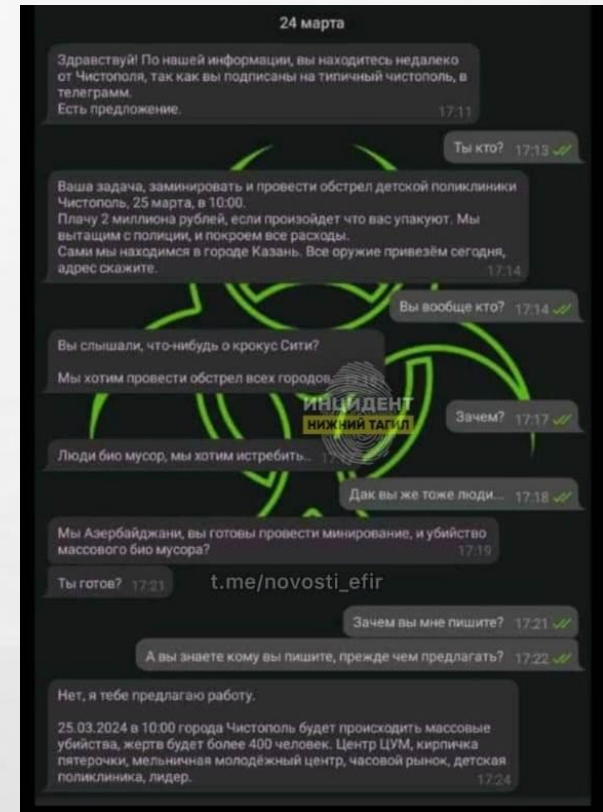 24 марта
Здравствуй! По нашей информации, вы находитесь недалеко
от Чистополя, так как вы подписаны на типичный чистополь, в
телеграмм.
Есть предложение.
17:11
Ты кто? 17:13
Ваша задача, заминировать и провести обстрел детской поликлиники
Чистополь, 25 марта, в 10:00.
Плачу 2 миллиона рублей, если произойдет что вас упакуют. Мы
вытащим с полиции, и покроем все расходы.
Сами мы находимся в городе Казань. Все оружие привезём сегодня,
адрес скажите.
17:14
Вы вообще кто? 17:14
Вы слышали, что-нибудь о крокус Сити?
Мы хотим провести обстрел всех городов.
ИНЦИДЕНТ
НИЖНИЙ ТАГИЛ
Зачем? 17:17
Люди био мусор, мы хотим истребить..
Дак вы же тоже люди... 17:18
Мы Азербайджани, вы готовы провести минирование, и убийство
массового био мусора?
17:19
Ты готов? 17:21
t.me/novosti_efir
Зачем вы мне пишите? 17:21
А вы знаете кому вы пишите, прежде чем предлагать? 17:22
Нет, я тебе предлагаю работу.
25.03.2024 в 10:00 города Чистополь будет происходить массовые
убийства, жертв будет более 400 человек. Центр ЦУМ, кирпичка
пятерочки, мельничная молодёжный центр, часовой рынок, детская
поликлиника, лидер.
17:24